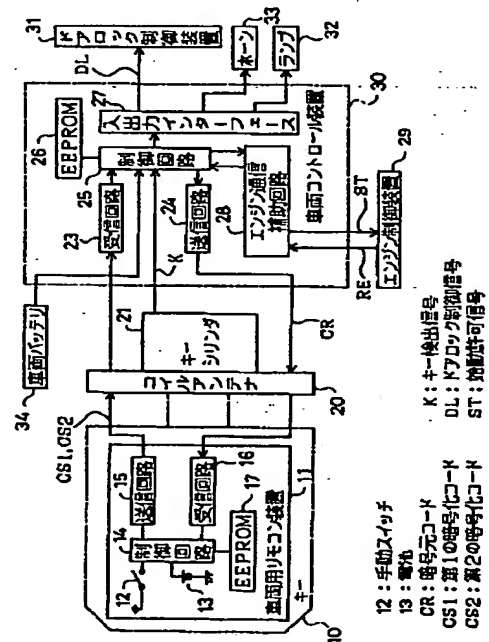 31
ドアロック制御装置
33
ホーン
32
ランプ
DL
27
入出力インターフェース
30
26
EEPROM
25
制御回路
23
受信回路
24
送信回路
28
エンジン通信
補助回路
車両コントロール装置
29
エンジン制御装置
ST
RE
34
車両バッテリ
K
21
キーシリンダ
CR
20
コイルアンテナ
CS1,CS2
15
送信回路
16
受信回路
14
制御回路
17
EEPROM
11
12
13
車両用リモコン装置
キー
10
12:手動スイッチ
13:電池
CR:暗号元コード
CS1:第1の暗号化コード
CS2:第2の暗号化コード
K:キー検出信号
DL:ドアロック制御信号
ST:始動許可信号